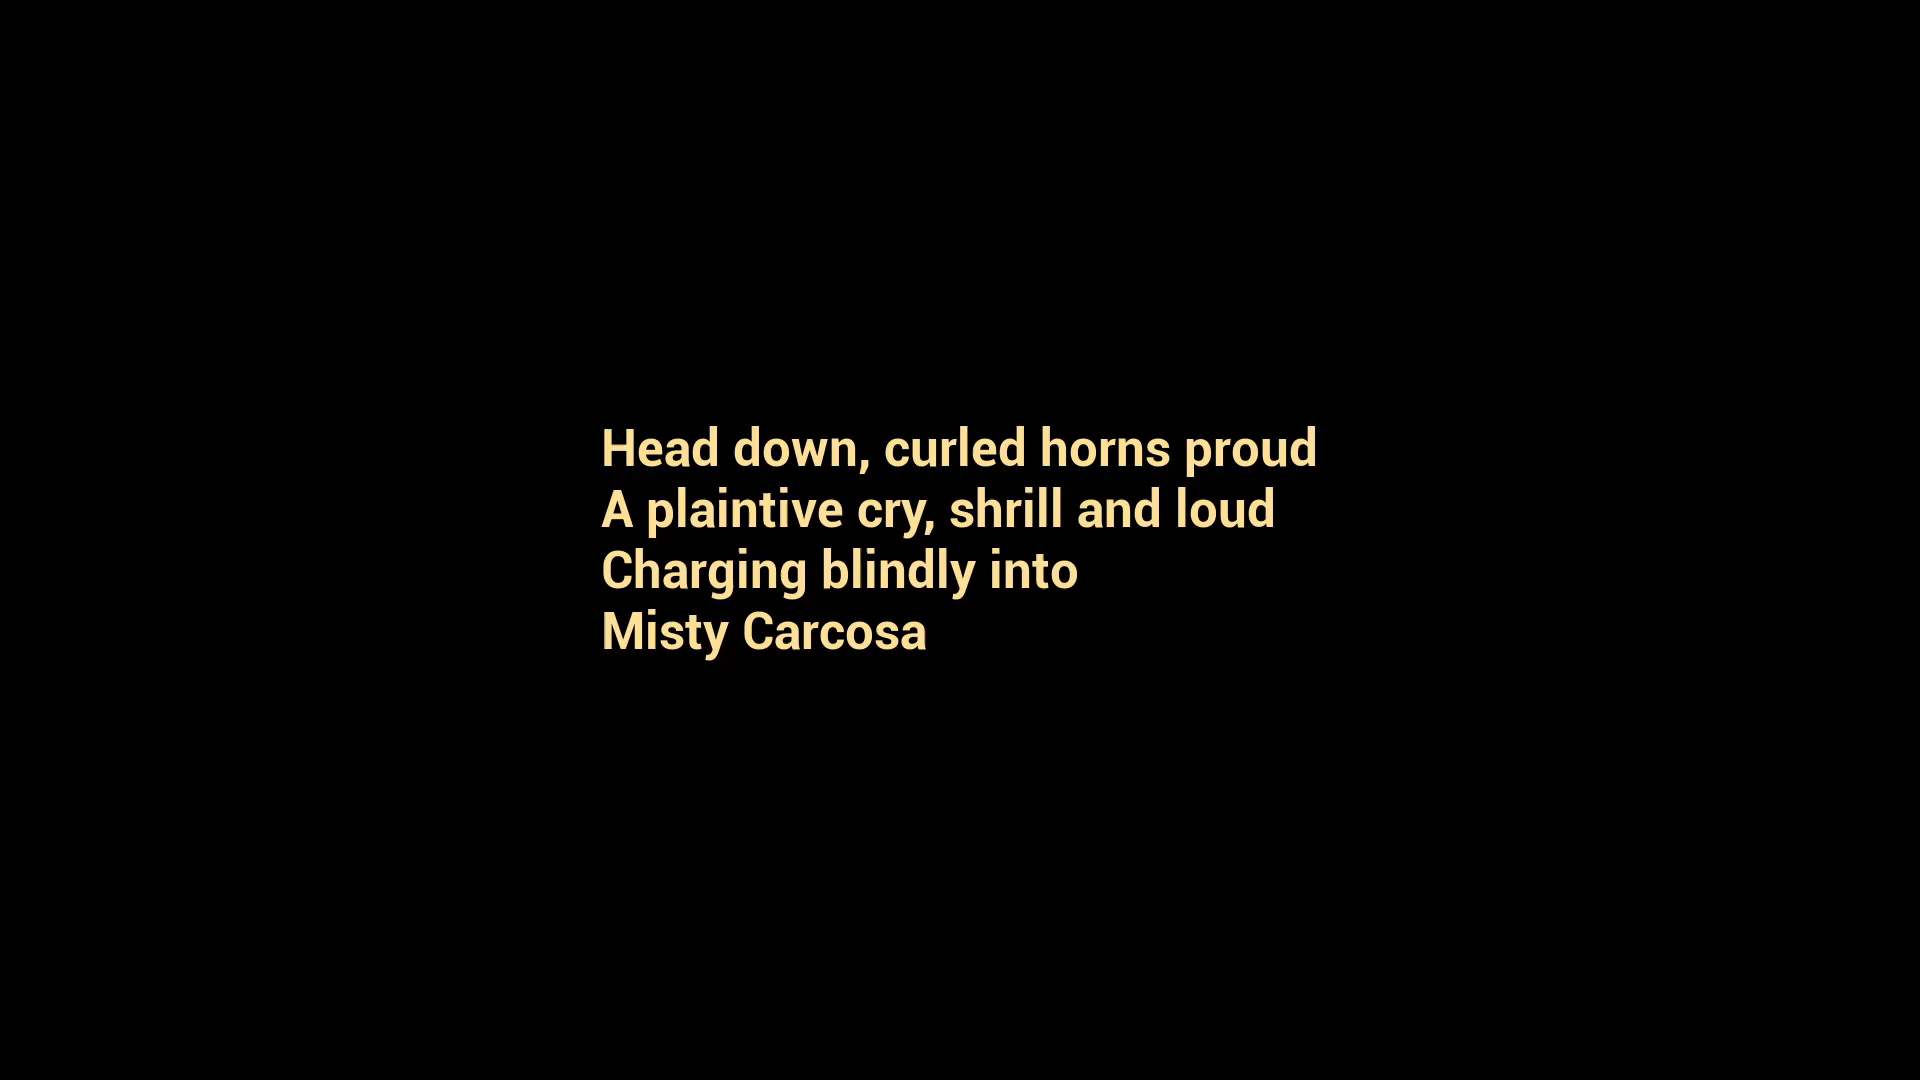 Head down, curled horns proud
A plaintive cry, shrill and loud
Charging blindly into
Misty Carcosa